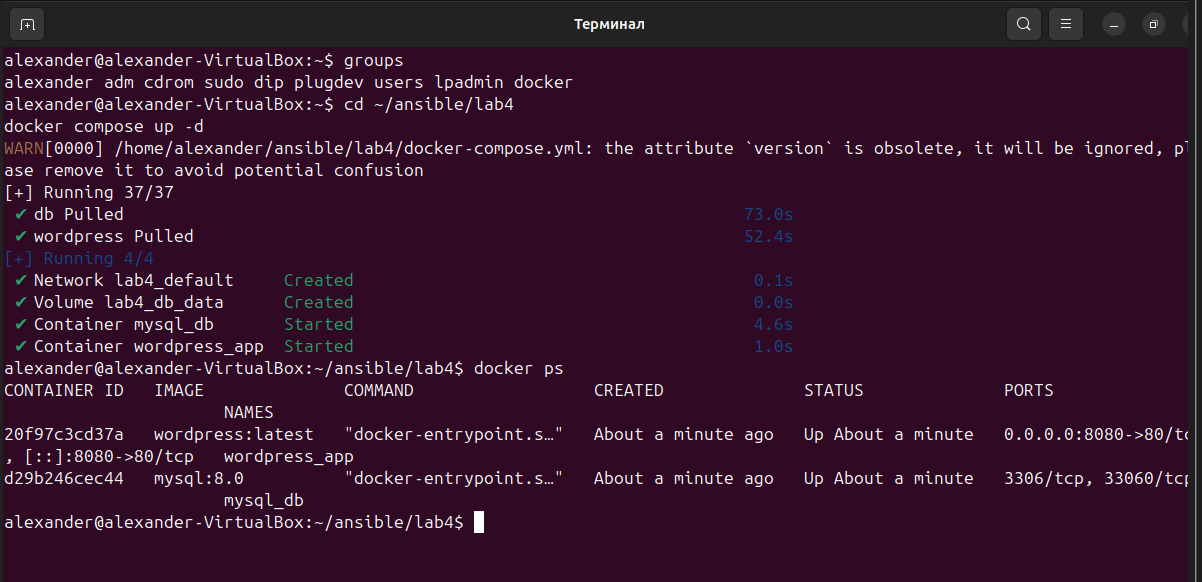 Терминал
alexander@alexander-VirtualBox:~$ groups
alexander adm cdrom sudo dip plugdev users lpadmin docker
alexander@alexander-VirtualBox:~$ cd ~/ansible/lab4
docker compose up -d
WARN[0000] /home/alexander/ansible/lab4/docker-compose.yml: the attribute `version` is obsolete, it will be ignored, pl
ase remove it to avoid potential confusion
[+] Running 37/37
✔ db Pulled 73.0s
✔ wordpress Pulled 52.4s
[+] Running 4/4
✔ Network lab4_default Created 0.1s
✔ Volume lab4_db_data Created 0.0s
✔ Container mysql_db Started 4.6s
✔ Container wordpress_app Started 1.0s
alexander@alexander-VirtualBox:~/ansible/lab4$ docker ps
CONTAINER ID IMAGE COMMAND CREATED STATUS PORTS
NAMES
20f97c3cd37a wordpress:latest "docker-entrypoint.s…" About a minute ago Up About a minute 0.0.0.0:8080->80/tc
, [::]:8080->80/tcp wordpress_app
d29b246cec44 mysql:8.0 "docker-entrypoint.s…" About a minute ago Up About a minute 3306/tcp, 33060/tcp
mysql_db
alexander@alexander-VirtualBox:~/ansible/lab4$